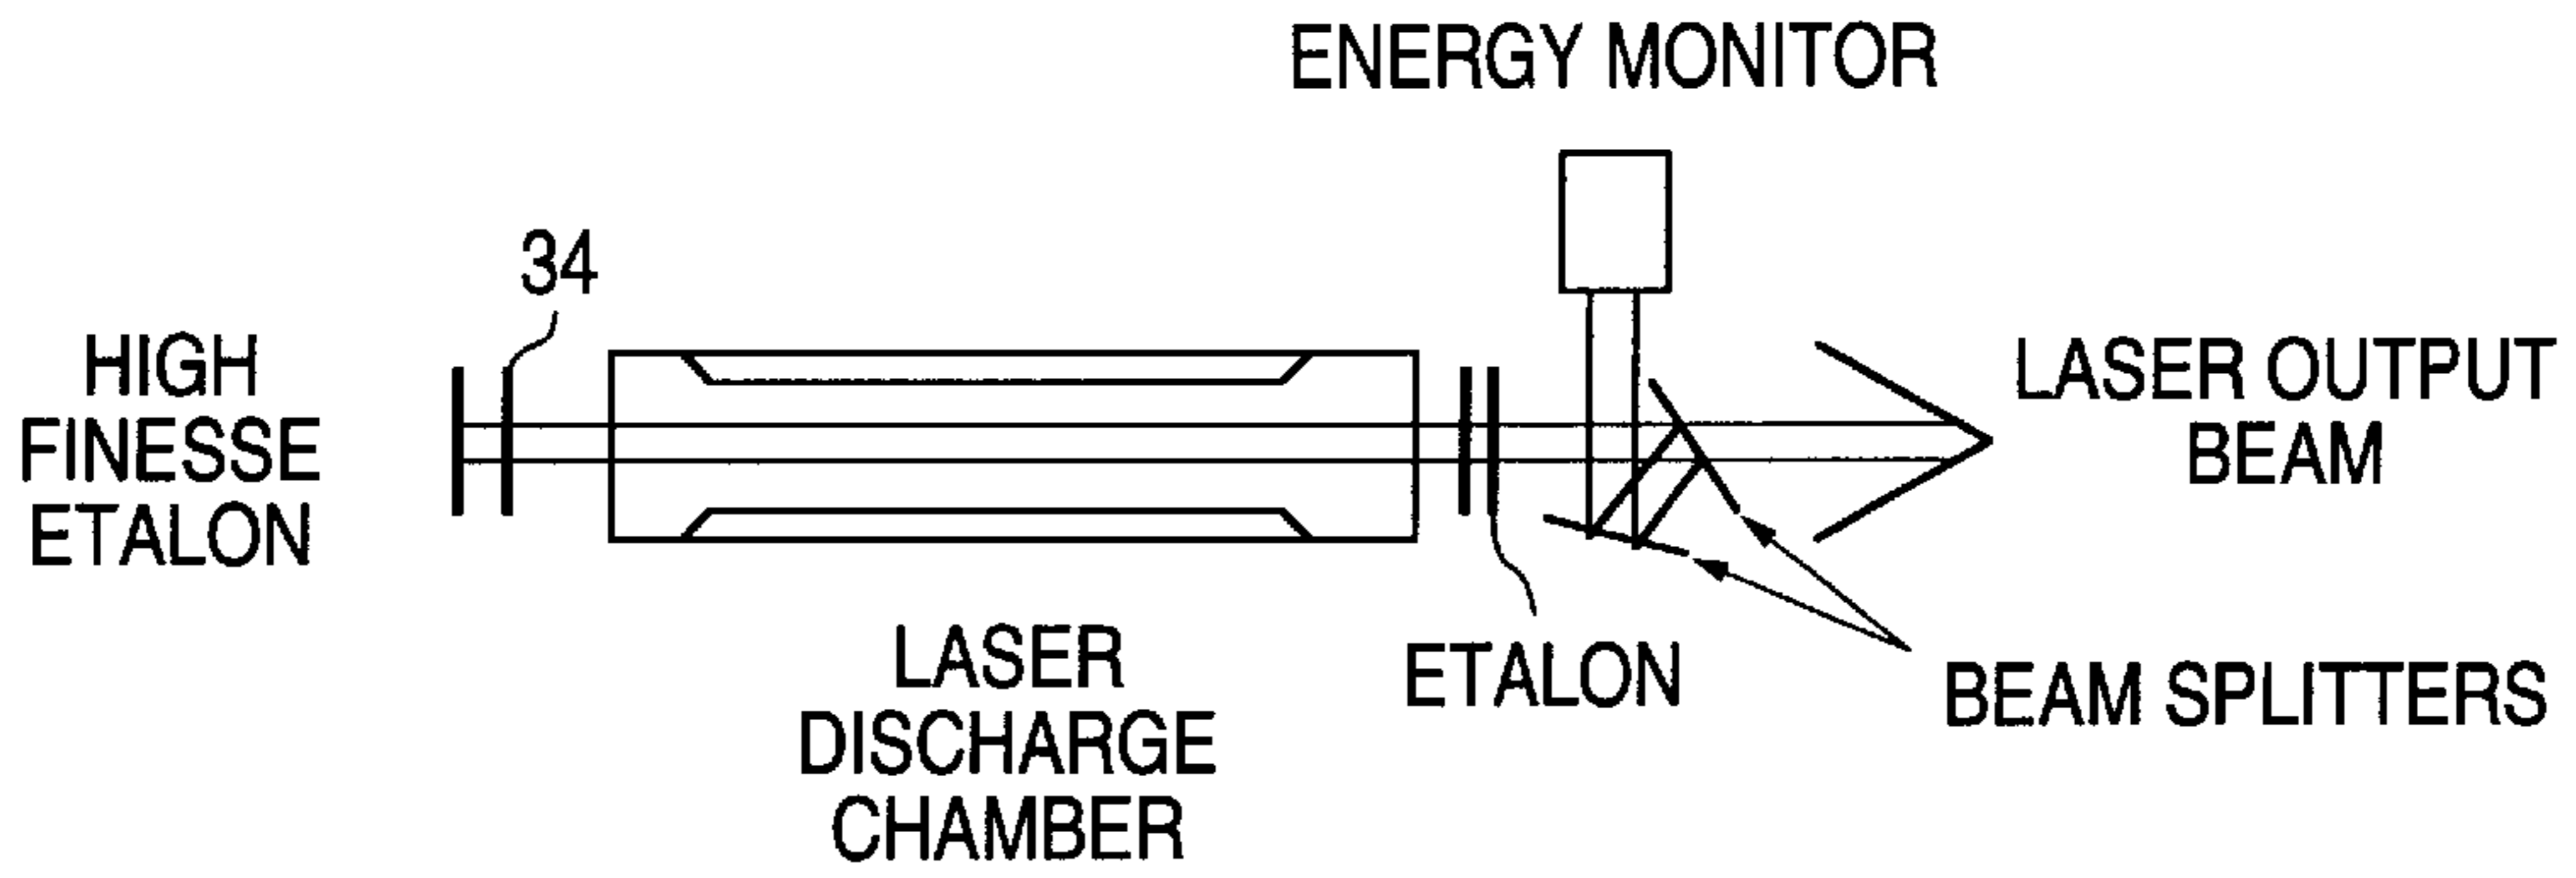 ENERGY MONITOR
34
HIGH
FINESSE
ETALON
LASER OUTPUT
BEAM
LASER
DISCHARGE
CHAMBER
ETALON
BEAM SPLITTERS